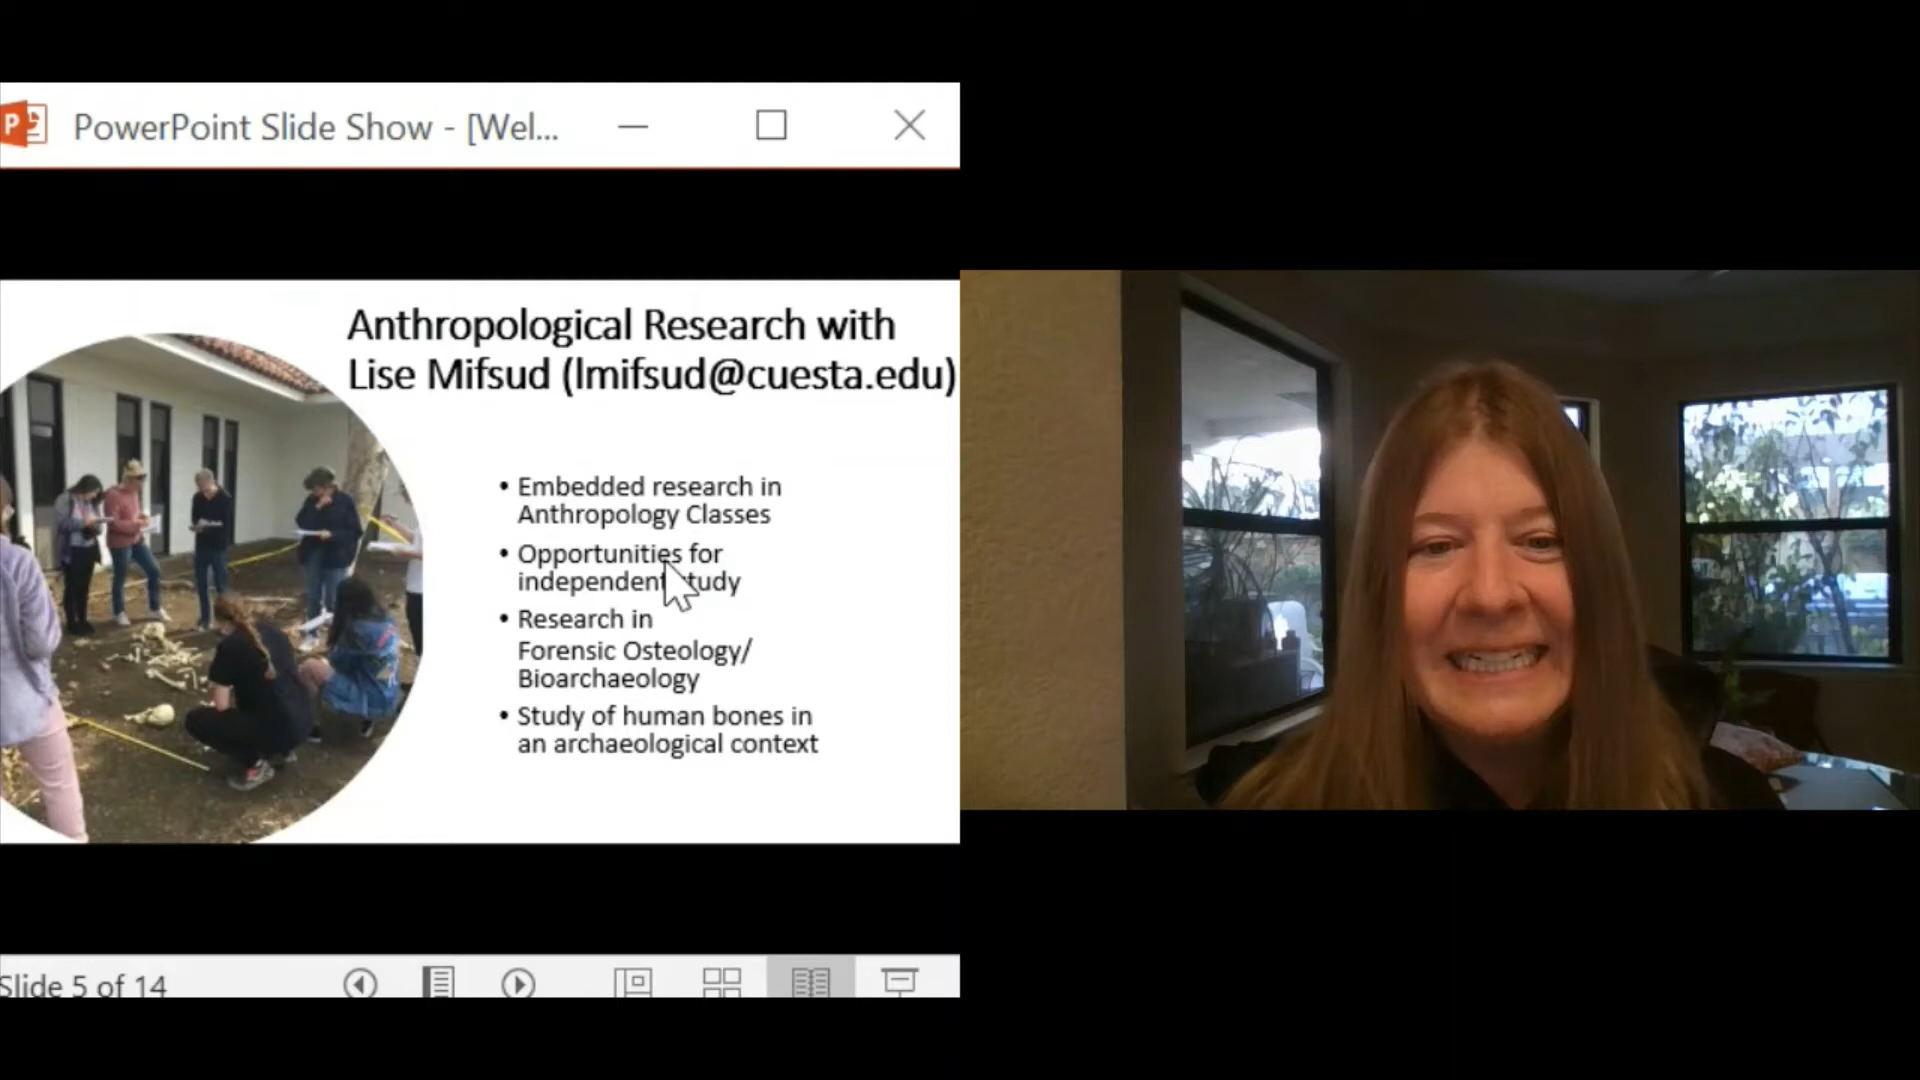 PowerPoint Slide Show - [Wel...
Anthropological Research with
Lise Mifsud (lmifsud@cuesta.edu)
• Embedded research in
Anthropology Classes
• Opportunities for
independent study
• Research in
Forensic Osteology/
Bioarchaeology
• Study of human bones in
an archaeological context
Slide 5 of 14